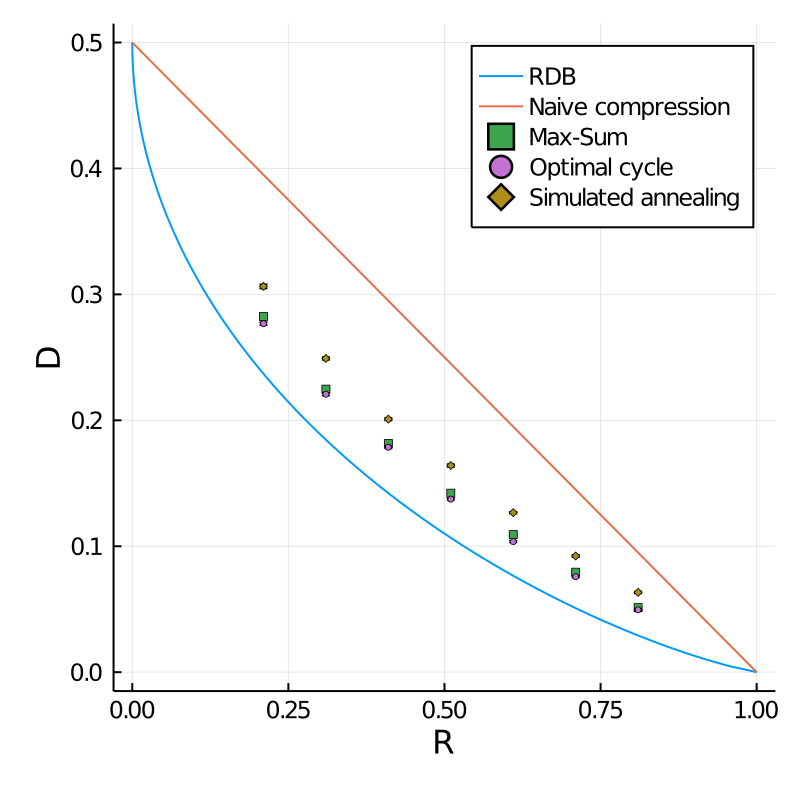 0.5
0.4
0.3
0.2
0.1
0.0
D
RDB
Naive compression
Max-Sum
Optimal cycle
Simulated annealing
0.00 0.25 0.50 0.75 1.00
R